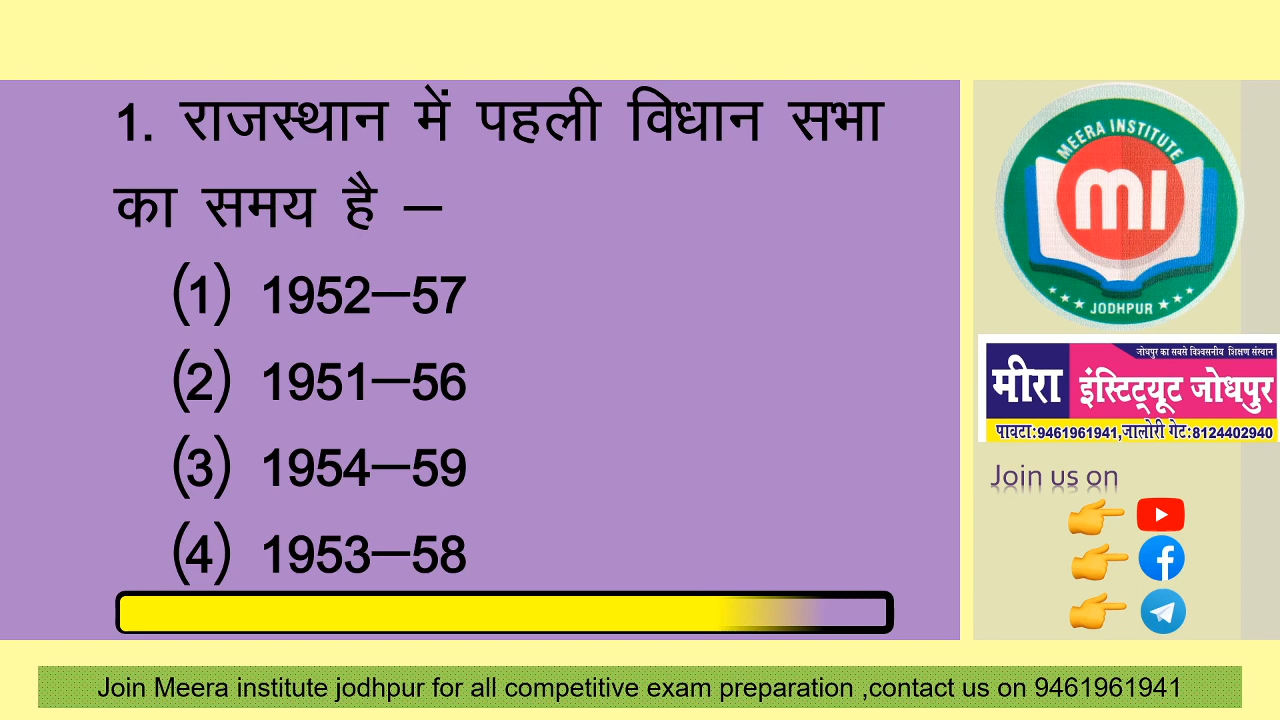 1. राजस्थान में पहली विधान सभा
का समय है –
(1) 1952–57
(2) 1951–56
(3) 1954–59
(4) 1953–58
MEERA INSTITUTE
MI
JODHPUR
जोधपुर का सबसे विश्वसनीय शिक्षण संस्थान
मीरा इंस्टिट्यूट जोधपुर
पावटा:9461961941,जालोरी गेट:8124402940
Join us on
Join Meera institute jodhpur for all competitive exam preparation ,contact us on 9461961941